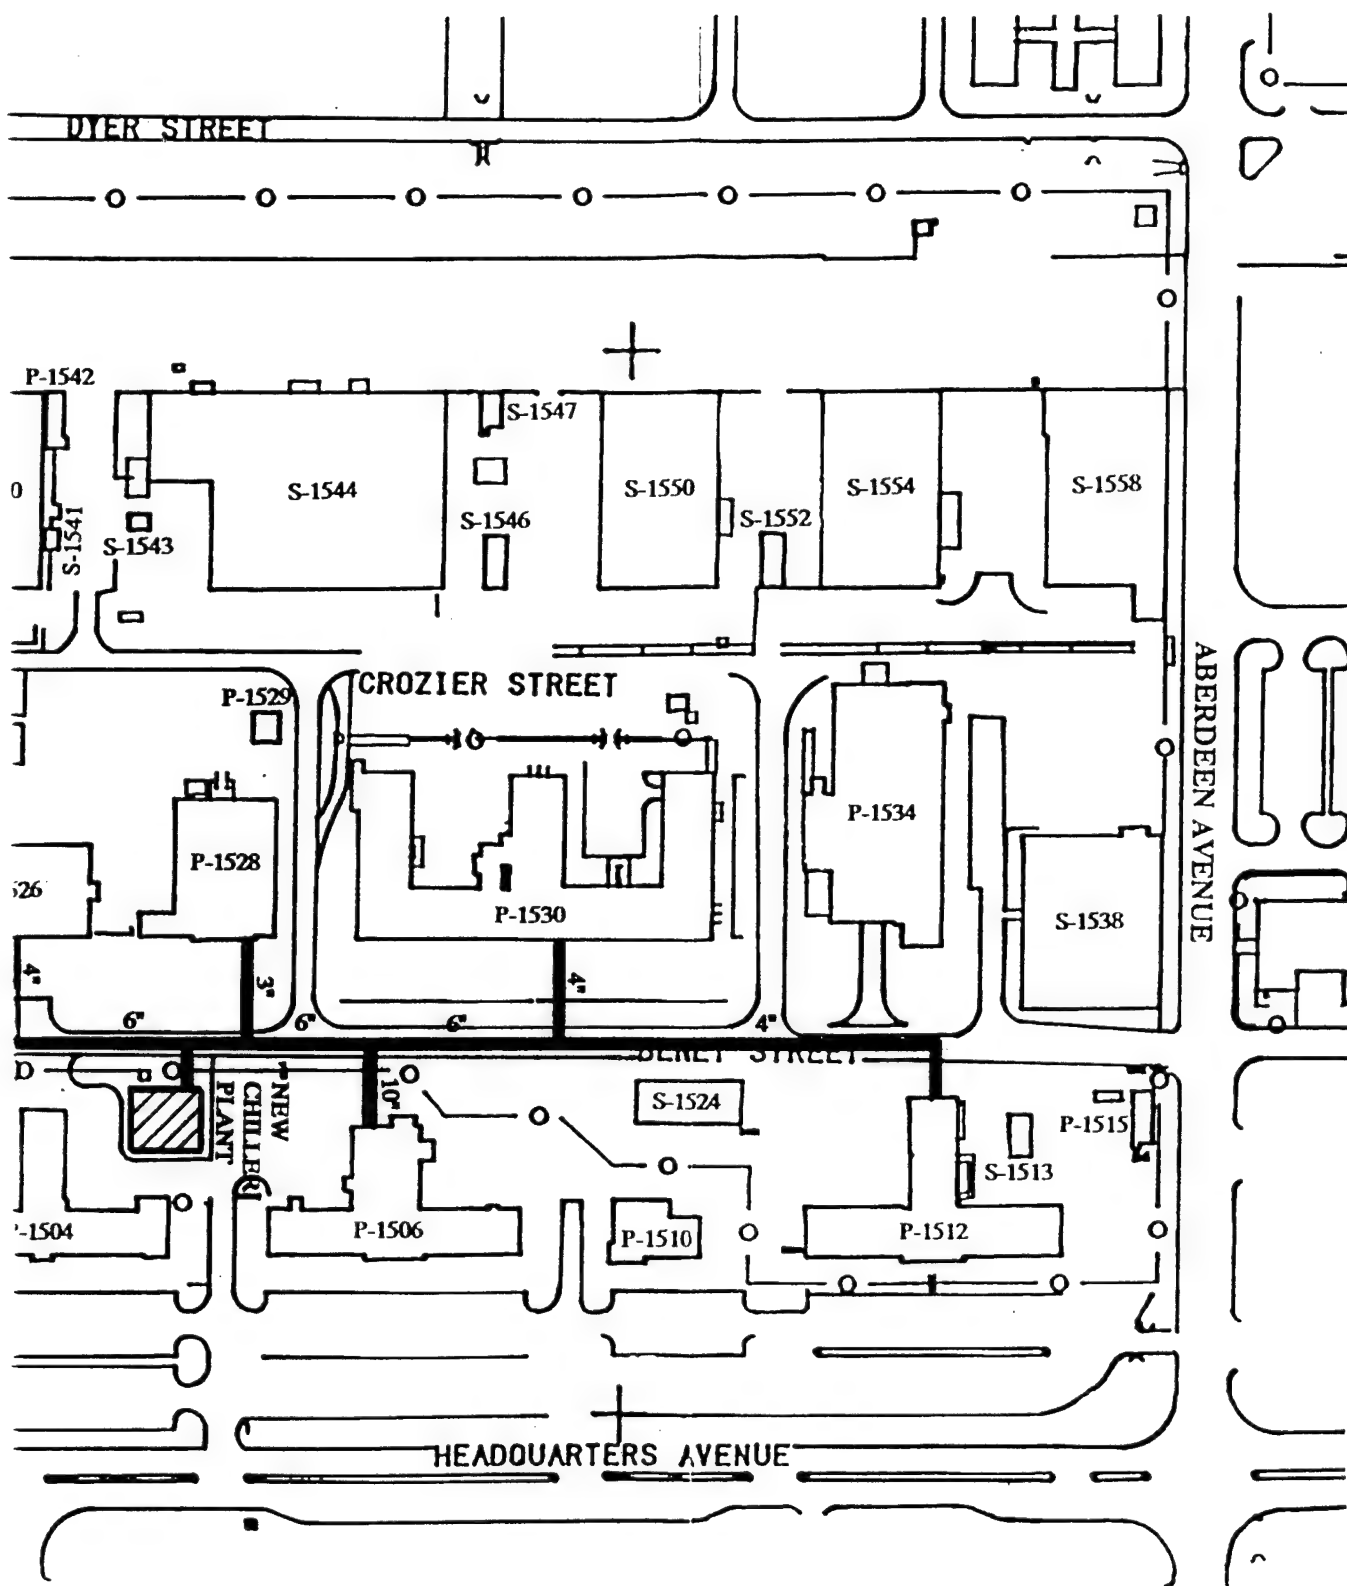 DYER STREET
P-1542
S-1547
S-1544
S-1550
S-1554
S-1558
0
S-1541
S-1546
S-1552
S-1543
CROZIER STREET
ABERDEEN AVENUE
P-1529
P-1534
P-1528
526
P-1530
S-1538
4"
3"
4"
6"
6"
6"
4"
BENET STREET
NEW
CHILLER
PLANT
10"
S-1524
P-1515
S-1513
-1504
P-1506
P-1510
P-1512
HEADQUARTERS AVENUE